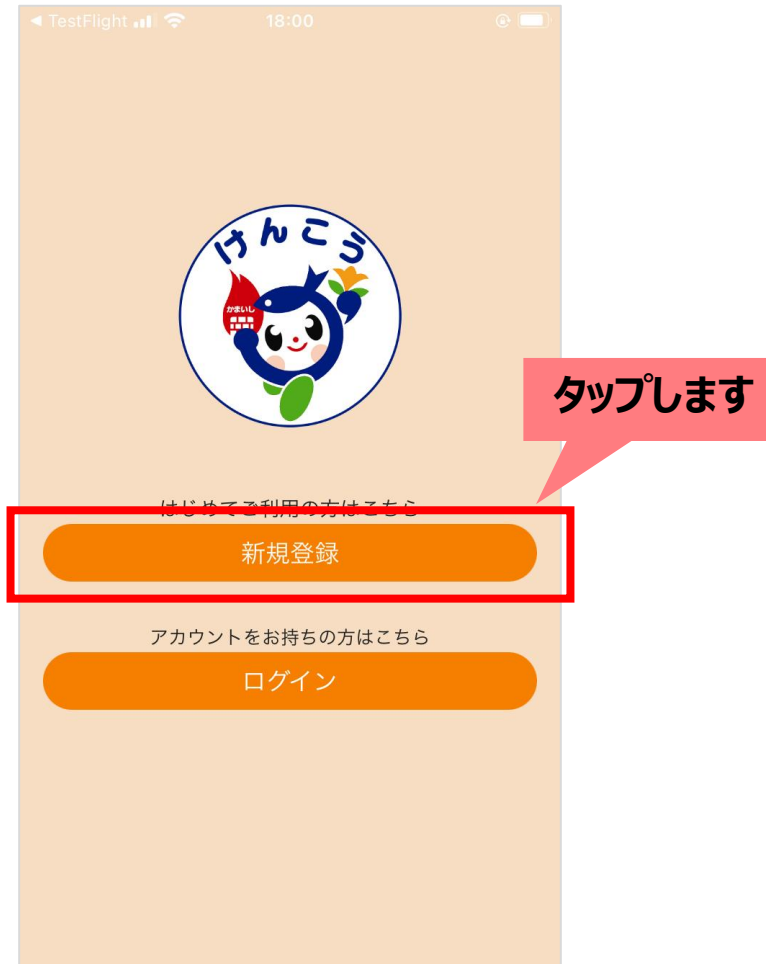 TestFlight
18:00
けんこう
かまいし
タップします
はじめてご利用の方はこちら
新規登録
アカウントをお持ちの方はこちら
ログイン